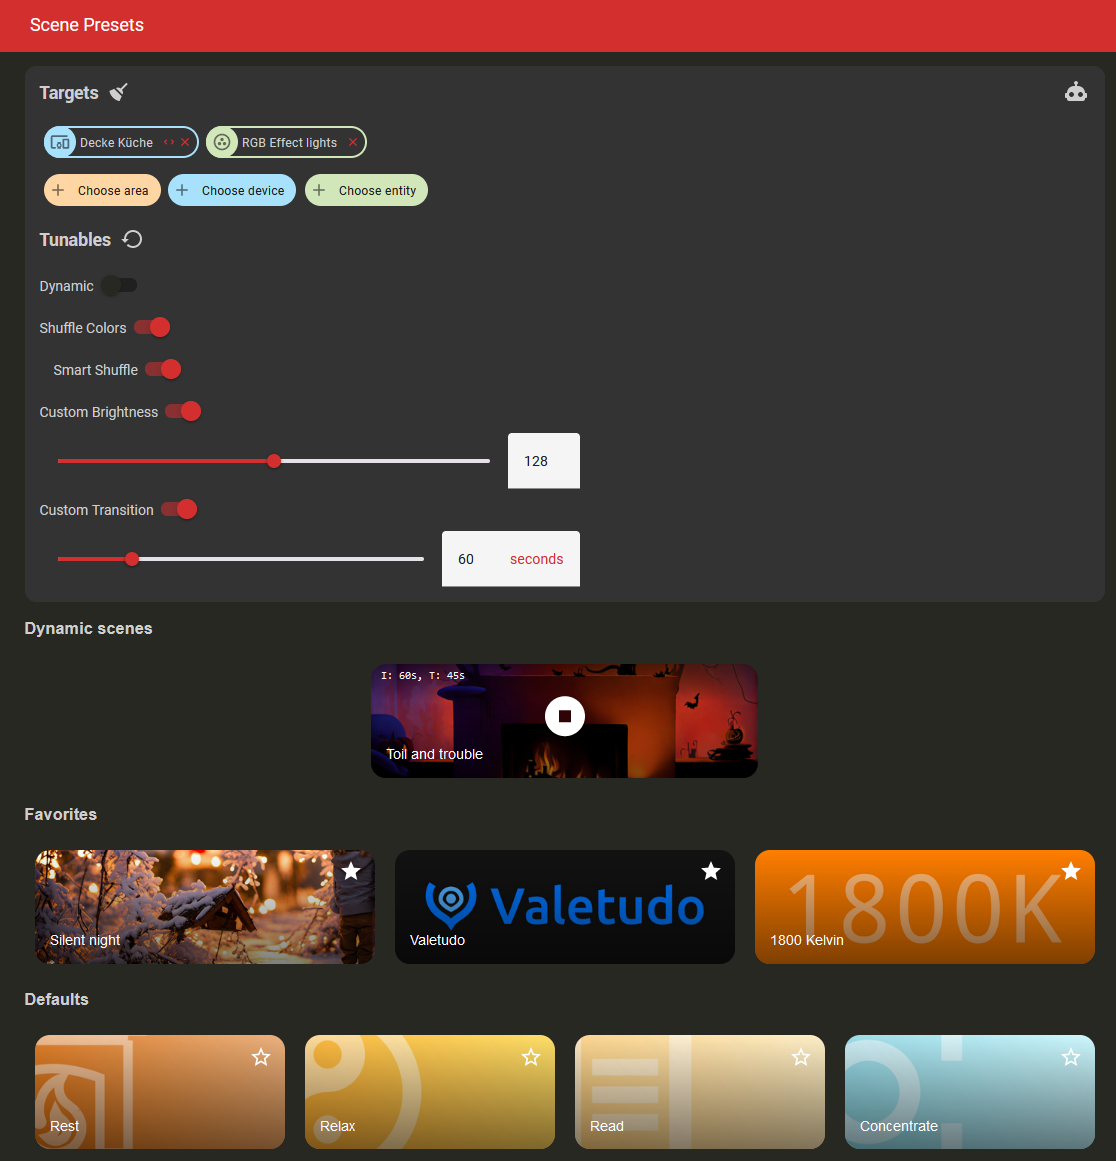 Scene Presets
Targets
Decke Küche
RGB Effect lights
Choose area
Choose device
Choose entity
Tunables
Dynamic
Shuffle Colors
Smart Shuffle
Custom Brightness
128
Custom Transition
60 seconds
Dynamic scenes
I: 60s, T: 45s
Toil and trouble
Favorites
Silent night
Valetudo
Valetudo
1800K
1800 Kelvin
Defaults
Rest
Relax
Read
Concentrate